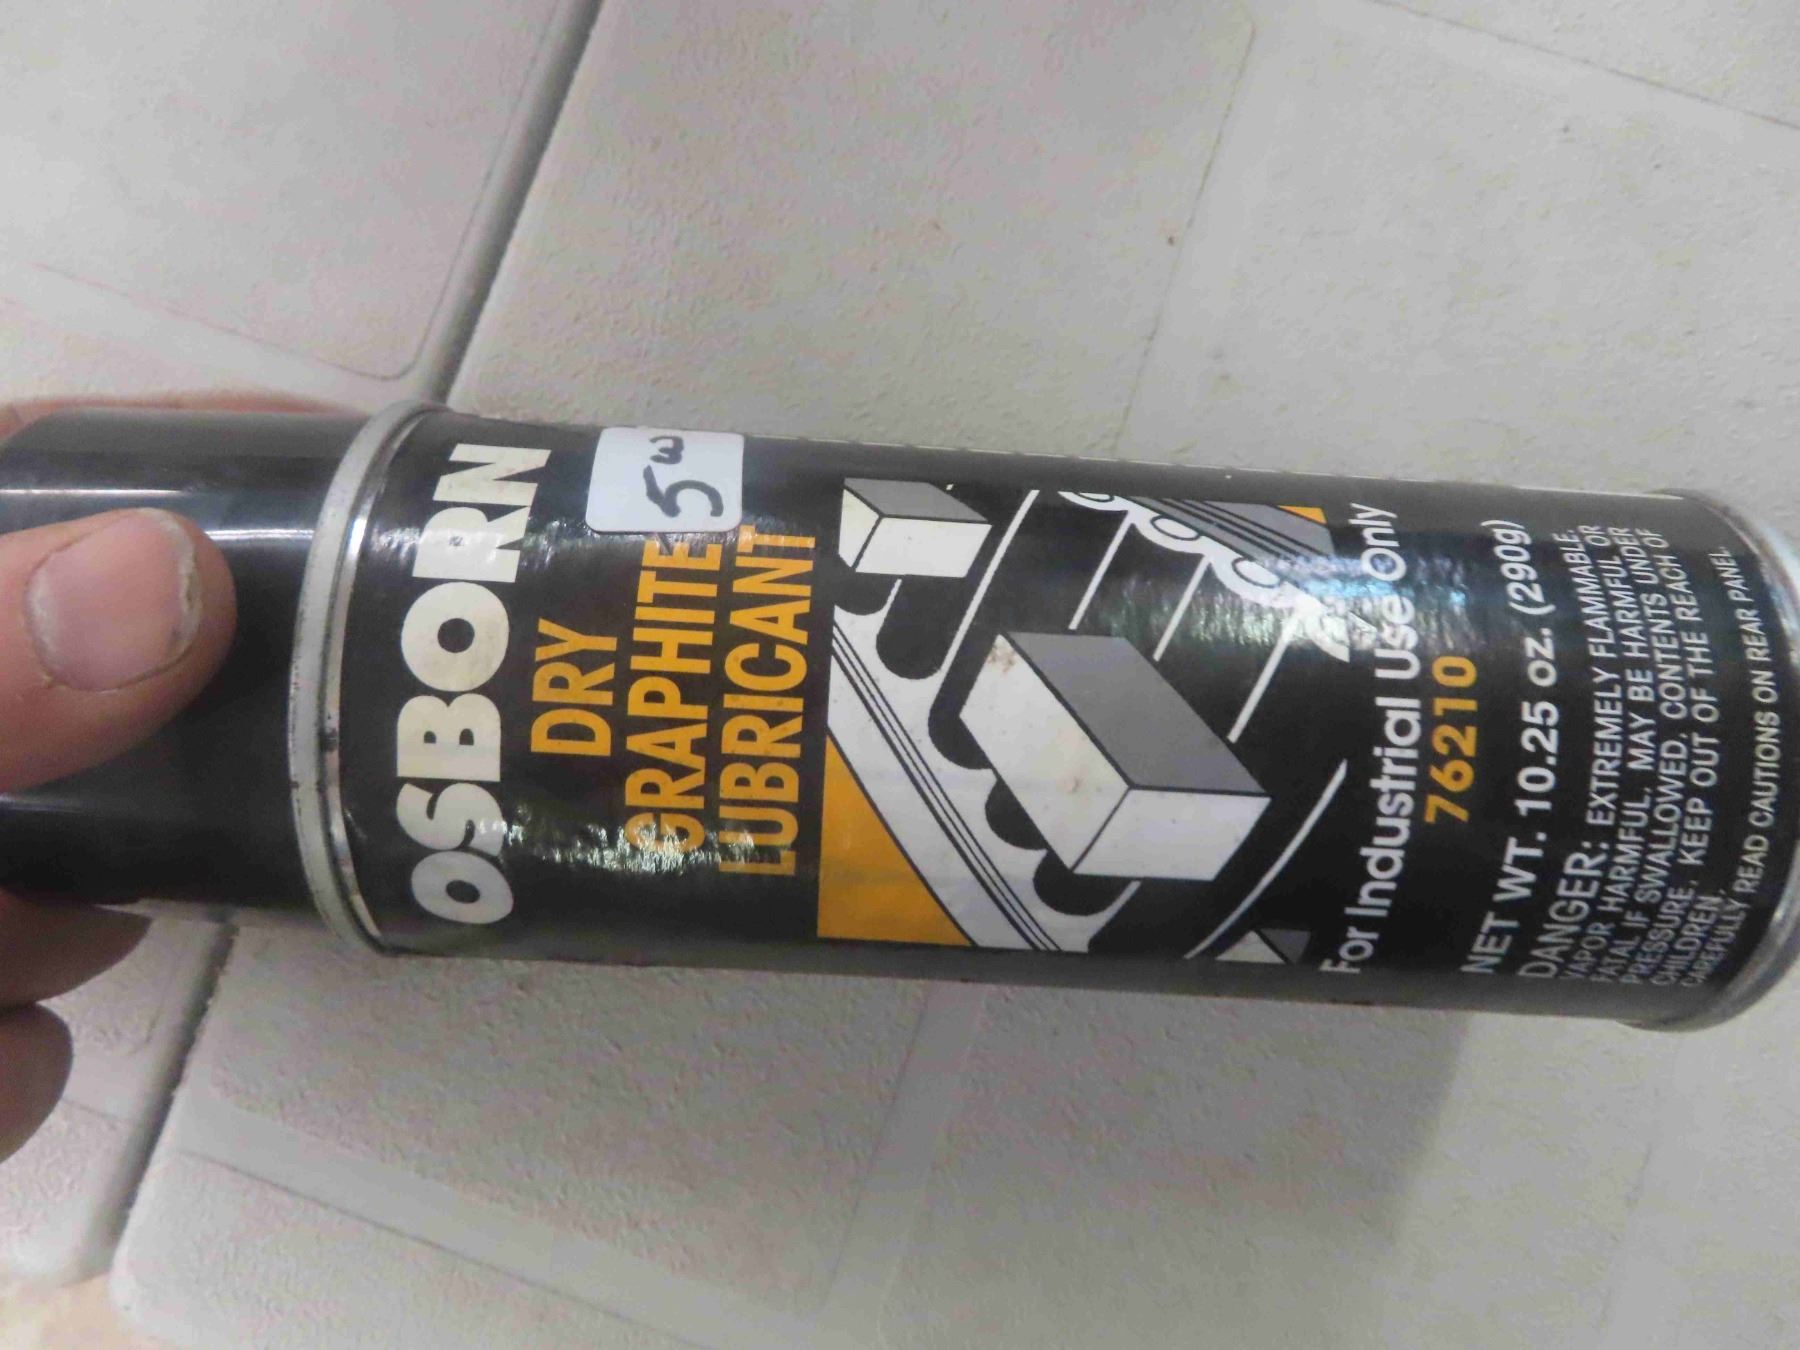 OSBORN
5
DRY
GRAPHITE
LUBRICANT
For Industrial Use Only
76210
NET WT. 10.25 oz. (290g)
DANGER: EXTREMELY FLAMMABLE.
VAPOR HARMFUL. MAY BE HARMFUL OR
FATAL IF SWALLOWED. CONTENTS UNDER
PRESSURE. KEEP OUT OF THE REACH OF
CHILDREN.
CAREFULLY READ CAUTIONS ON REAR PANEL